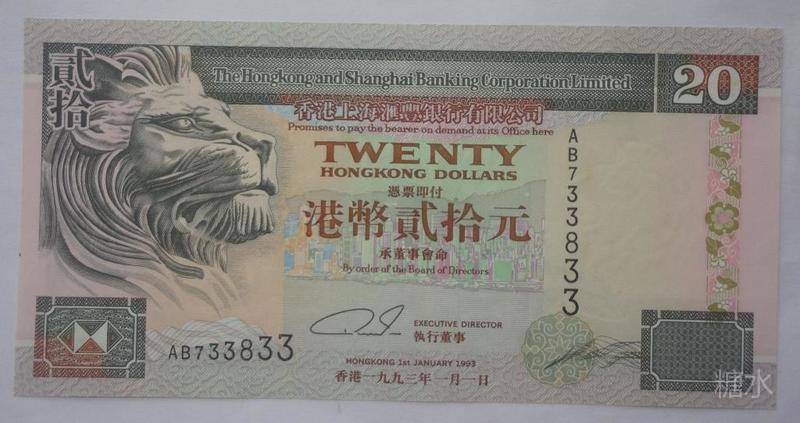 貳拾
The Hongkong and Shanghai Banking Corporation Limited
20
香港上海滙豐銀行有限公司
Promises to pay the bearer on demand at its Office here
TWENTY
HONGKONG DOLLARS
憑票即付
港幣貳拾元
承董事會命
By order of the Board of Directors
AB733833
EXECUTIVE DIRECTOR
執行董事
AB733833
HONGKONG 1st JANUARY 1993
香港一九九三年一月一日
糖水